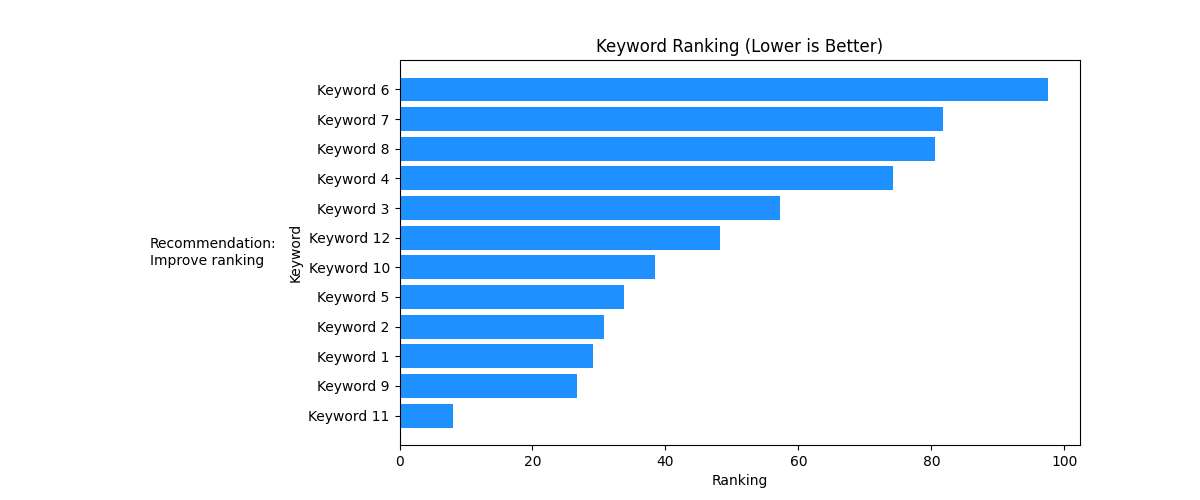 Keyword Ranking (Lower is Better)
Keyword 6
Keyword 7
Keyword 8
Keyword 4
Keyword 3
Keyword 12
Keyword 10
Keyword 5
Keyword 2
Keyword 1
Keyword 9
Keyword 11
Keyword
Recommendation:
Improve ranking
0 20 40 60 80 100
Ranking